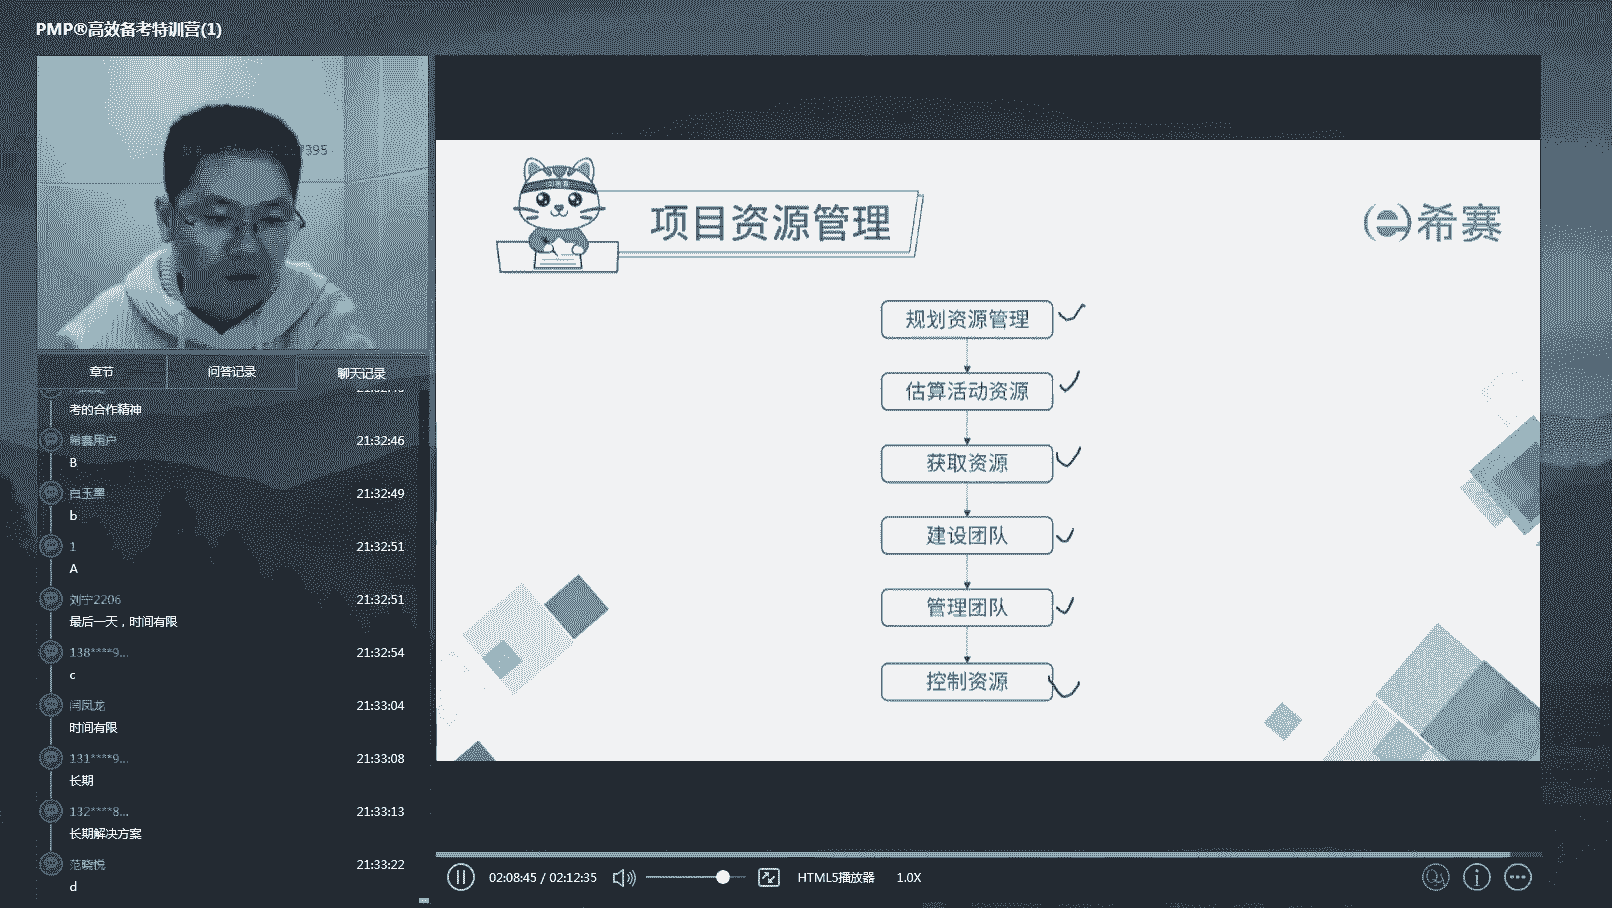 PMP®高效备考特训营(1)
7395
章节
问答记录
聊天记录
考的合作精神
希赛用户
21:32:46
B
白玉黑
21:32:49
b
1
21:32:51
A
刘宁2206
21:32:51
最后一天，时间有限
138****9...
21:32:54
c
闫凤龙
21:33:04
时间有限
131****9...
21:33:08
长期
132****8...
21:33:13
长期解决方案
范晓悦
21:33:22
d
项目资源管理
希赛
规划资源管理
估算活动资源
获取资源
建设团队
管理团队
控制资源
02:08:45 / 02:12:35
HTML5播放器
1.0X